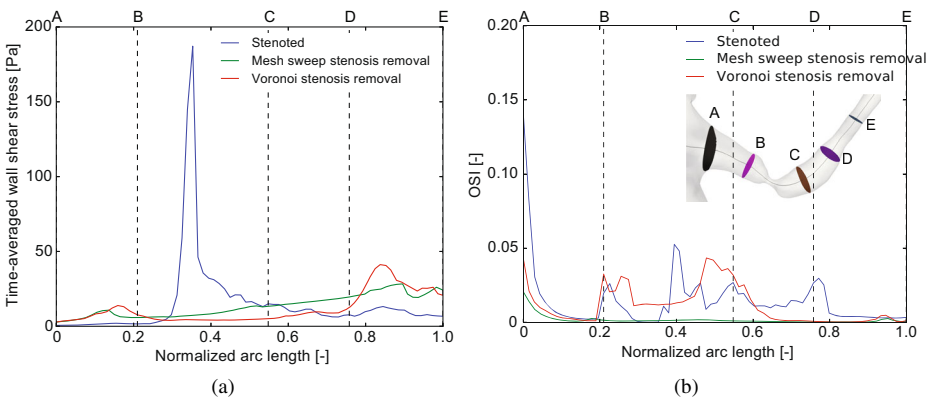 A B C D E
200
150
100
50
0
0 0.2 0.4 0.6 0.8 1.0
Time-averaged wall shear stress [Pa]
Normalized arc length [-]
Stenoted
Mesh sweep stenosis removal
Voronoi stenosis removal
(a)
A B C D E
0.20
0.15
0.10
0.05
0
0 0.2 0.4 0.6 0.8 1.0
OSI [-]
Normalized arc length [-]
Stenoted
Mesh sweep stenosis removal
Voronoi stenosis removal
A
B
C
D
E
(b)